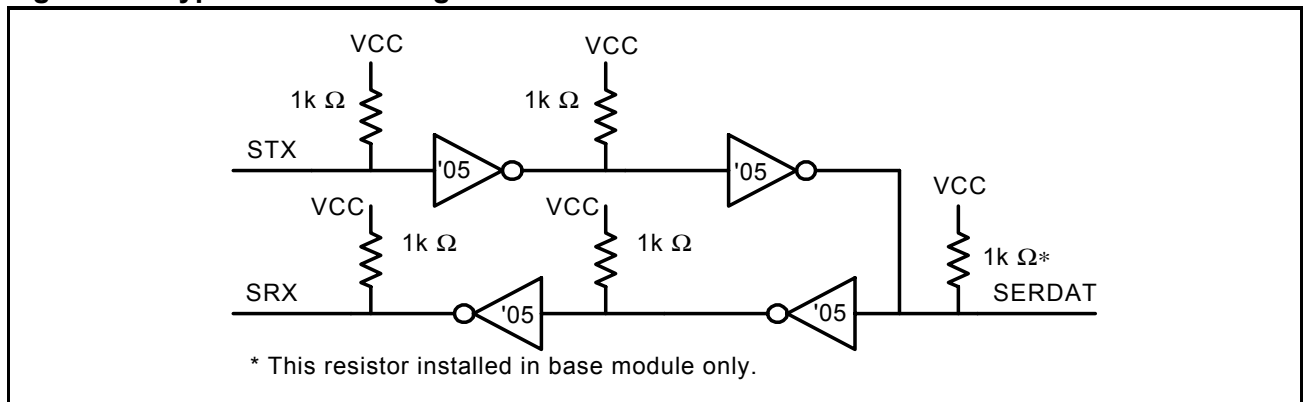 VCC VCC
1k Ω 1k Ω
STX '05 '05
VCC VCC VCC
1k Ω 1k Ω 1k Ω*
SRX '05 '05 SERDAT
* This resistor installed in base module only.